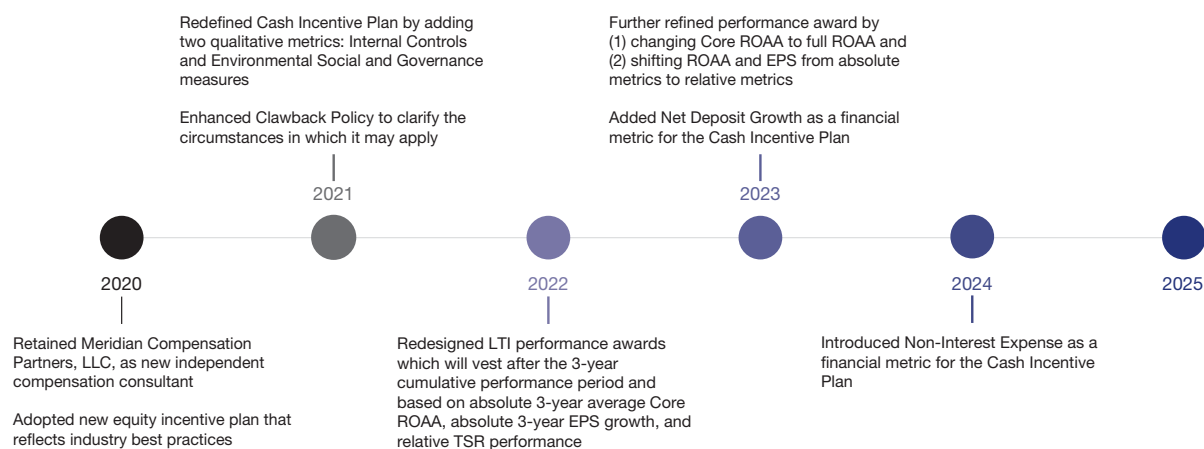 Redefined Cash Incentive Plan by adding
two qualitative metrics: Internal Controls
and Environmental Social and Governance
measures
Enhanced Clawback Policy to clarify the
circumstances in which it may apply
2021
Further refined performance award by
(1) changing Core ROAA to full ROAA and
(2) shifting ROAA and EPS from absolute
metrics to relative metrics
Added Net Deposit Growth as a financial
metric for the Cash Incentive Plan
2023
2020
Retained Meridian Compensation
Partners, LLC, as new independent
compensation consultant
Adopted new equity incentive plan that
reflects industry best practices
2022
Redesigned LTI performance awards
which will vest after the 3-year
cumulative performance period and
based on absolute 3-year average Core
ROAA, absolute 3-year EPS growth, and
relative TSR performance
2024
Introduced Non-Interest Expense as a
financial metric for the Cash Incentive
Plan
2025